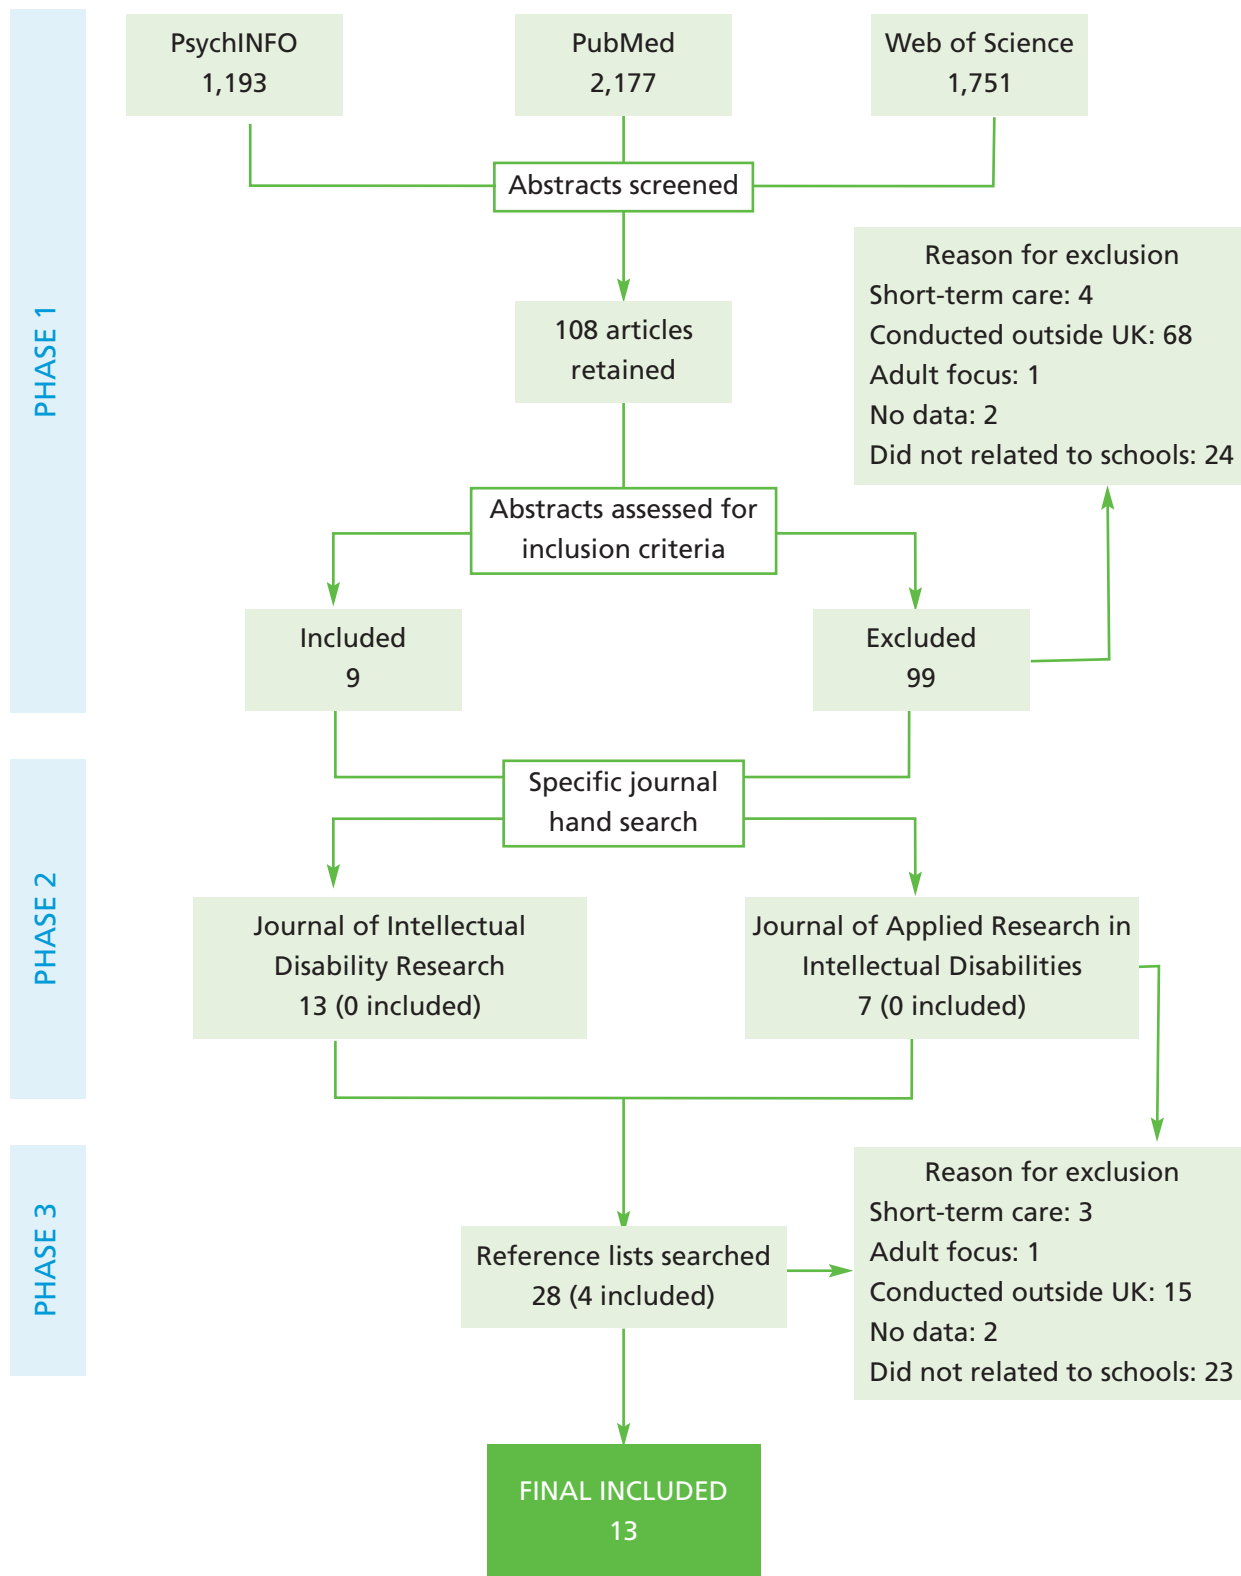 PHASE 1
PsychINFO
1,193
PubMed
2,177
Web of Science
1,751
Abstracts screened
108 articles
retained
Reason for exclusion
Short-term care: 4
Conducted outside UK: 68
Adult focus: 1
No data: 2
Did not related to schools: 24
Abstracts assessed for
inclusion criteria
Included
9
Excluded
99
PHASE 2
Specific journal
hand search
Journal of Intellectual
Disability Research
13 (0 included)
Journal of Applied Research in
Intellectual Disabilities
7 (0 included)
PHASE 3
Reference lists searched
28 (4 included)
Reason for exclusion
Short-term care: 3
Adult focus: 1
Conducted outside UK: 15
No data: 2
Did not related to schools: 23
FINAL INCLUDED
13